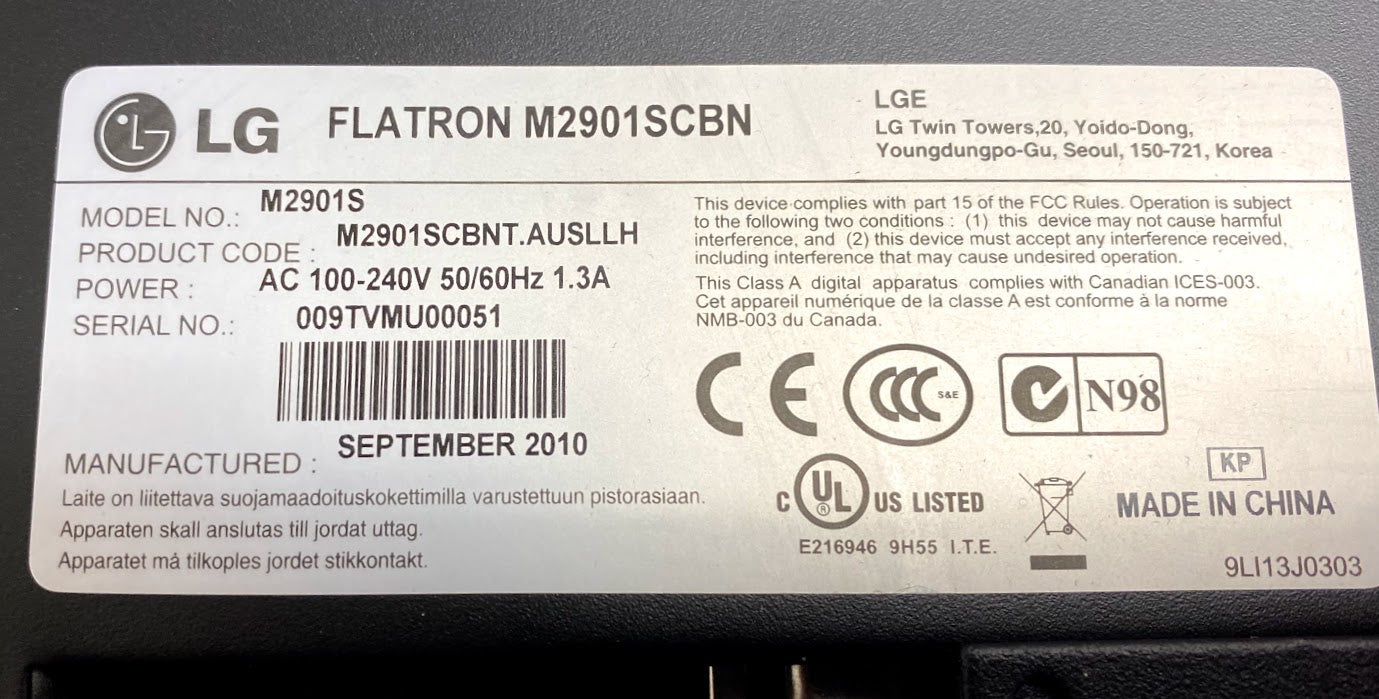 LG FLATRON M2901SCBN
LGE
LG Twin Towers,20, Yoido-Dong,
Youngdungpo-Gu, Seoul, 150-721, Korea
MODEL NO.: M2901S
PRODUCT CODE : M2901SCBNT.AUSLLH
POWER : AC 100-240V 50/60Hz 1.3A
SERIAL NO.: 009TVMU00051
MANUFACTURED : SEPTEMBER 2010
Laite on liitettava suojamaadoituskokettimilla varustettuun pistorasiaan.
Apparaten skall anslutas till jordat uttag.
Apparatet må tilkoples jordet stikkontakt.
This device complies with part 15 of the FCC Rules. Operation is subject
to the following two conditions : (1) this device may not cause harmful
interference, and (2) this device must accept any interference received,
including interference that may cause undesired operation.
This Class A digital apparatus complies with Canadian ICES-003.
Cet appareil numérique de la classe A est conforme à la norme
NMB-003 du Canada.
CE CCC S&E N98
C UL ® US LISTED
E216946 9H55 I.T.E.
KP
MADE IN CHINA
9LI13J0303